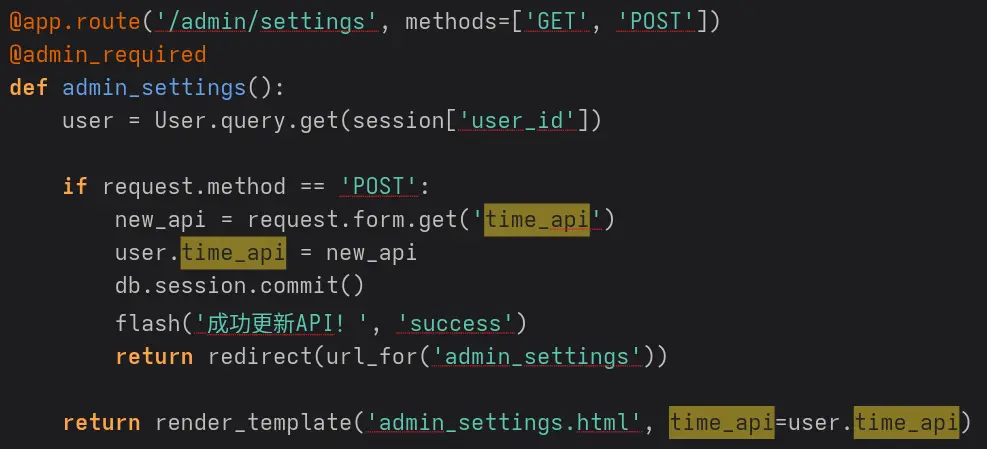 @app.route('/admin/settings', methods=['GET', 'POST'])
@admin_required
def admin_settings():
    user = User.query.get(session['user_id'])
    if request.method == 'POST':
        new_api = request.form.get('time_api')
        user.time_api = new_api
        db.session.commit()
        flash('成功更新API！', 'success')
        return redirect(url_for('admin_settings'))
    return render_template('admin_settings.html', time_api=user.time_api)